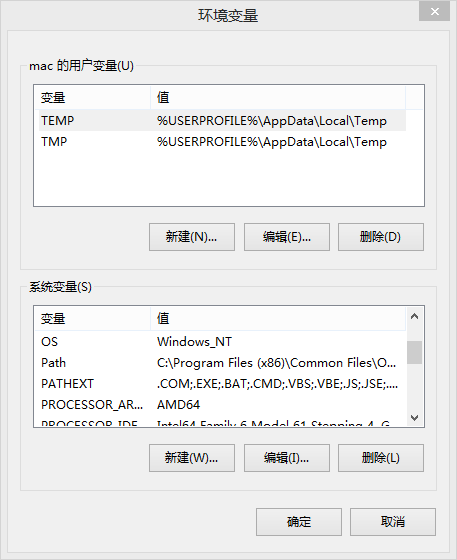 环境变量
mac 的用户变量(U)
变量 值
TEMP %USERPROFILE%\AppData\Local\Temp
TMP %USERPROFILE%\AppData\Local\Temp
新建(N)... 编辑(E)... 删除(D)
系统变量(S)
变量 值
OS Windows_NT
Path C:\Program Files (x86)\Common Files\O...
PATHEXT .COM;.EXE;.BAT;.CMD;.VBS;.VBE;.JS;.JSE;....
PROCESSOR_AR... AMD64
PROCESSOR_IDE Intel64 Family 6 Model 61 Stepping 4, G
新建(W)... 编辑(I)... 删除(L)
确定 取消